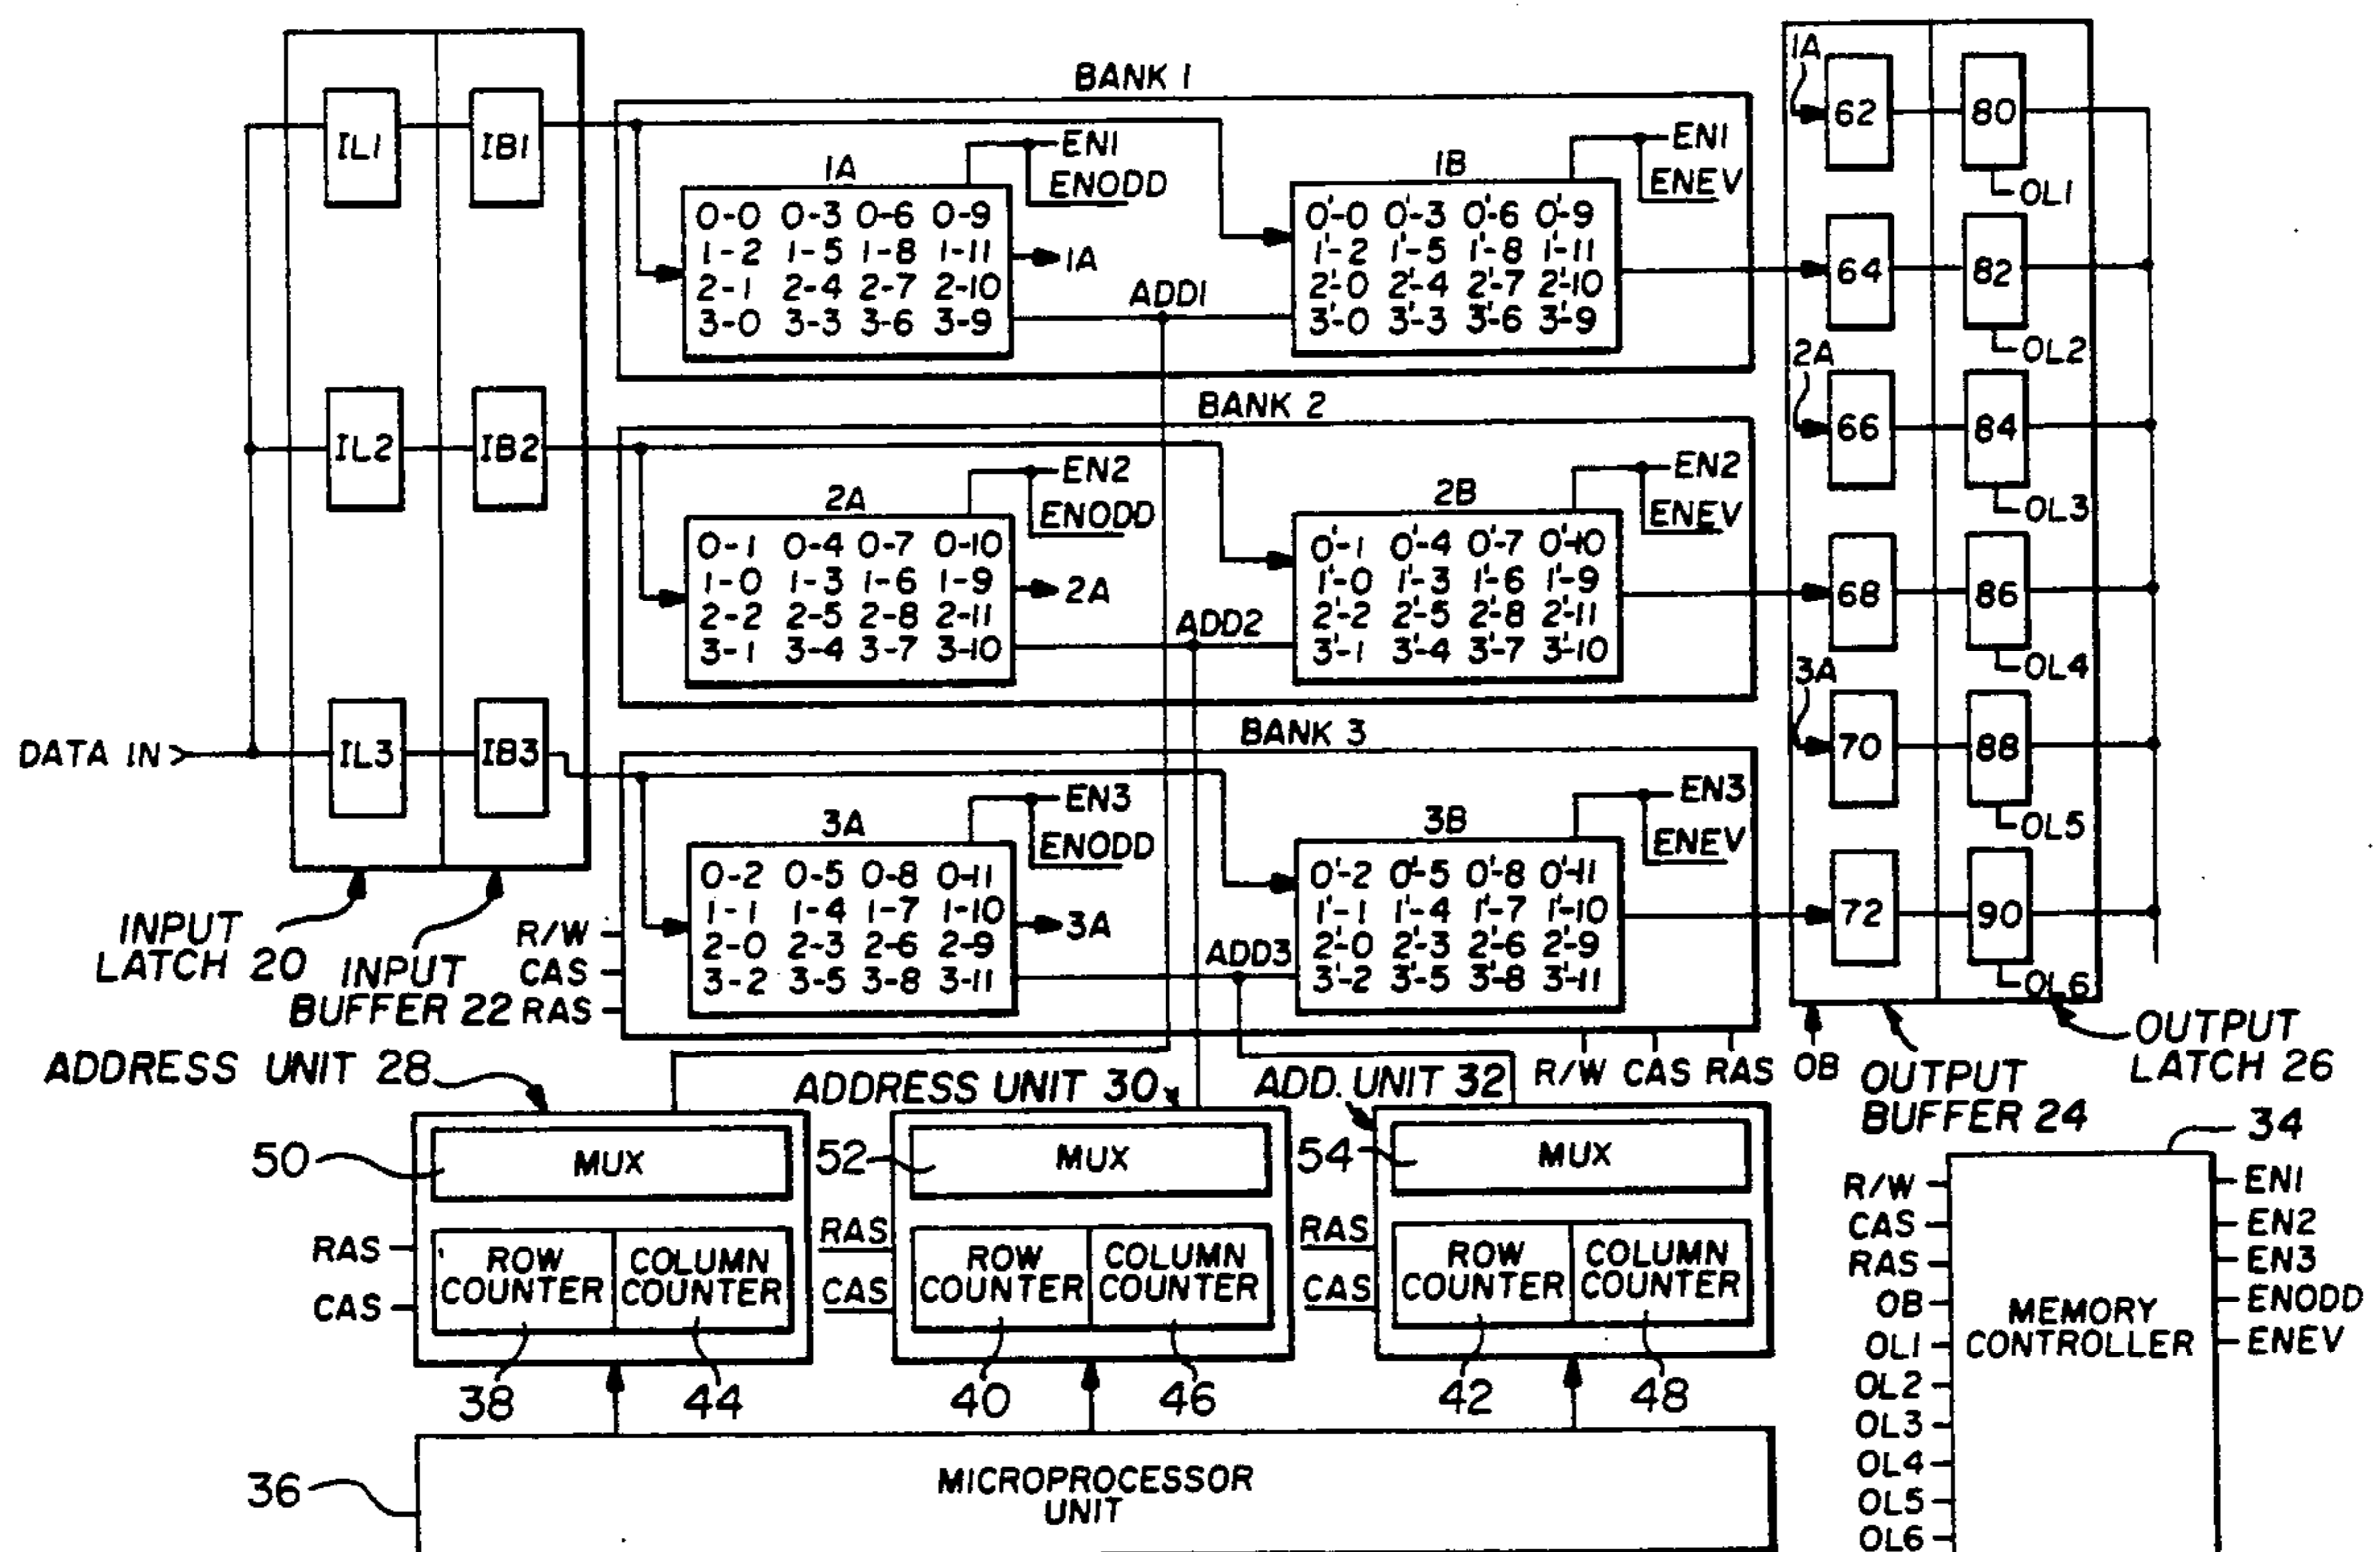 BANK 1
IL1
IB1
1A
EN1
ENODD
0-0 0-3 0-6 0-9
1-2 1-5 1-8 1-11
2-1 2-4 2-7 2-10
3-0 3-3 3-6 3-9
1A
ADD1
1B
EN1
ENEV
0'-0 0'-3 0'-6 0'-9
1'-2 1'-5 1'-8 1'-11
2'-0 2'-4 2'-7 2'-10
3'-0 3'-3 3'-6 3'-9
1A
62
80
OL1
64
82
OL2
BANK 2
IL2
IB2
2A
EN2
ENODD
0-1 0-4 0-7 0-10
1-0 1-3 1-6 1-9
2-2 2-5 2-8 2-11
3-1 3-4 3-7 3-10
2A
ADD2
2B
EN2
ENEV
0'-1 0'-4 0'-7 0'-10
1'-0 1'-3 1'-6 1'-9
2'-2 2'-5 2'-8 2'-11
3'-1 3'-4 3'-7 3'-10
2A
66
84
OL3
68
86
OL4
BANK 3
DATA IN
IL3
IB3
3A
EN3
ENODD
0-2 0-5 0-8 0-11
1-1 1-4 1-7 1-10
2-0 2-3 2-6 2-9
3-2 3-5 3-8 3-11
3A
ADD3
3B
EN3
ENEV
0'-2 0'-5 0'-8 0'-11
1'-1 1'-4 1'-7 1'-10
2'-0 2'-3 2'-6 2'-9
3'-2 3'-5 3'-8 3'-11
3A
70
88
OL5
72
90
OL6
INPUT
LATCH 20
INPUT
BUFFER 22
R/W
CAS
RAS
R/W CAS RAS
OB
OUTPUT
BUFFER 24
OUTPUT
LATCH 26
ADDRESS UNIT 28
50
MUX
RAS
CAS
ROW
COUNTER
COLUMN
COUNTER
38
44
ADDRESS UNIT 30
52
MUX
RAS
CAS
ROW
COUNTER
COLUMN
COUNTER
40
46
ADD. UNIT 32
54
MUX
RAS
CAS
ROW
COUNTER
COLUMN
COUNTER
42
48
36
MICROPROCESSOR
UNIT
34
R/W
CAS
RAS
OB
OL1
OL2
OL3
OL4
OL5
OL6
MEMORY
CONTROLLER
EN1
EN2
EN3
ENODD
ENEV